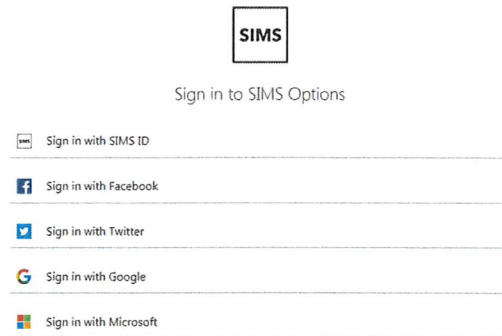 SIMS
Sign in to SIMS Options
SIMS Sign in with SIMS ID
Sign in with Facebook
Sign in with Twitter
Sign in with Google
Sign in with Microsoft